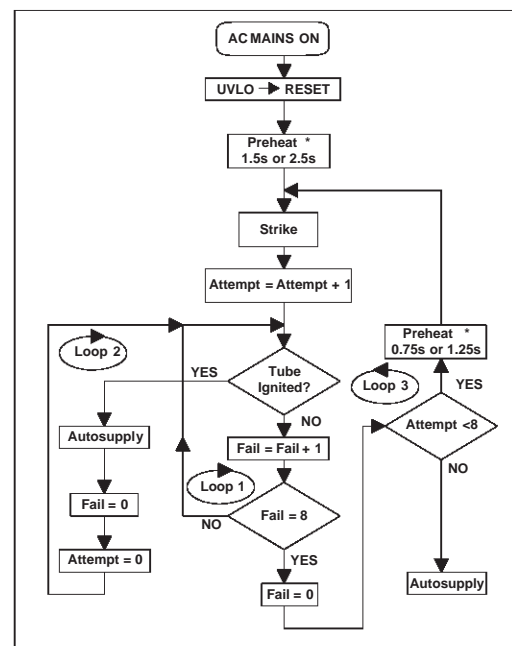 AC MAINS ON
UVLO → RESET
Preheat *
1.5s or 2.5s
Strike
Attempt = Attempt + 1
Preheat *
0.75s or 1.25s
Loop 2
Loop 3
Tube
Ignited?
YES
NO
YES
Attempt <8
NO
Autosupply
Fail = Fail + 1
Fail = 0
Loop 1
Fail = 8
NO
YES
Attempt = 0
Fail = 0
Autosupply